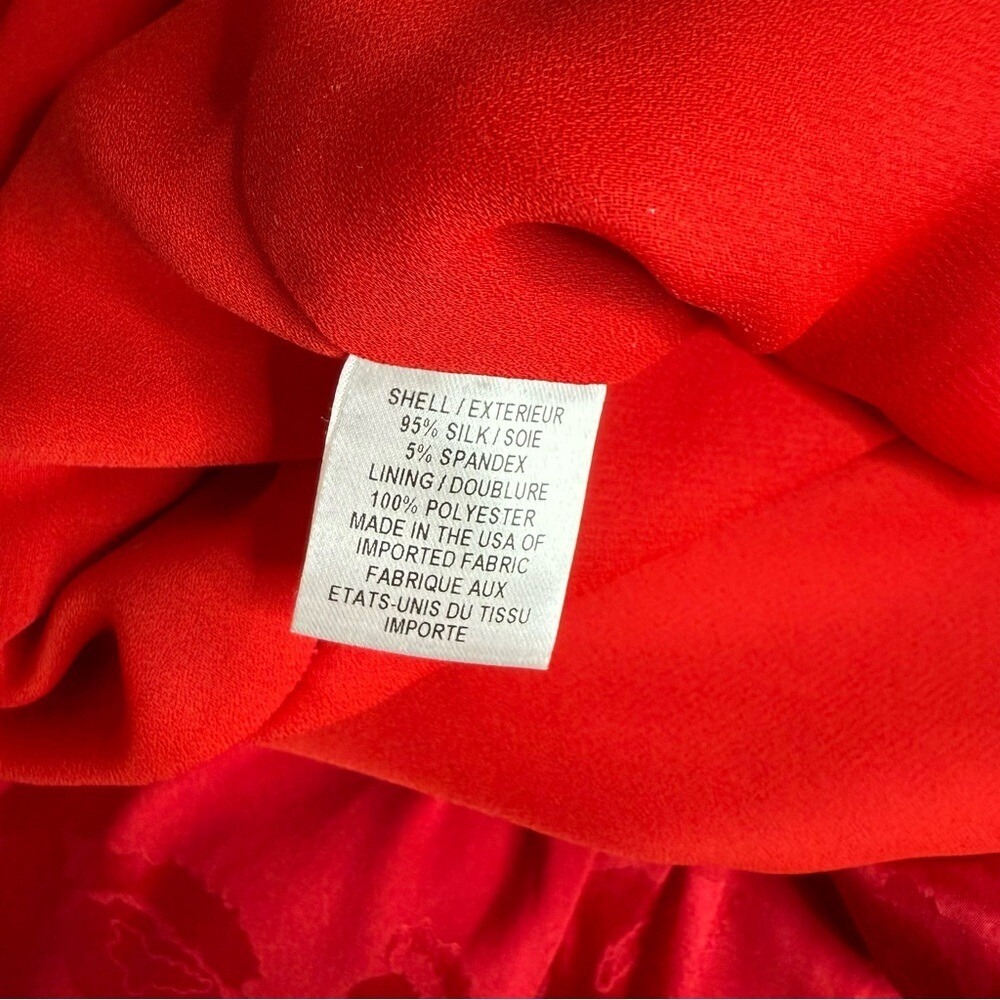 SHELL / EXTERIEUR
95% SILK / SOIE
5% SPANDEX
LINING / DOUBLURE
100% POLYESTER
MADE IN THE USA OF
IMPORTED FABRIC
FABRIQUE AUX
ETATS-UNIS DU TISSU
IMPORTE